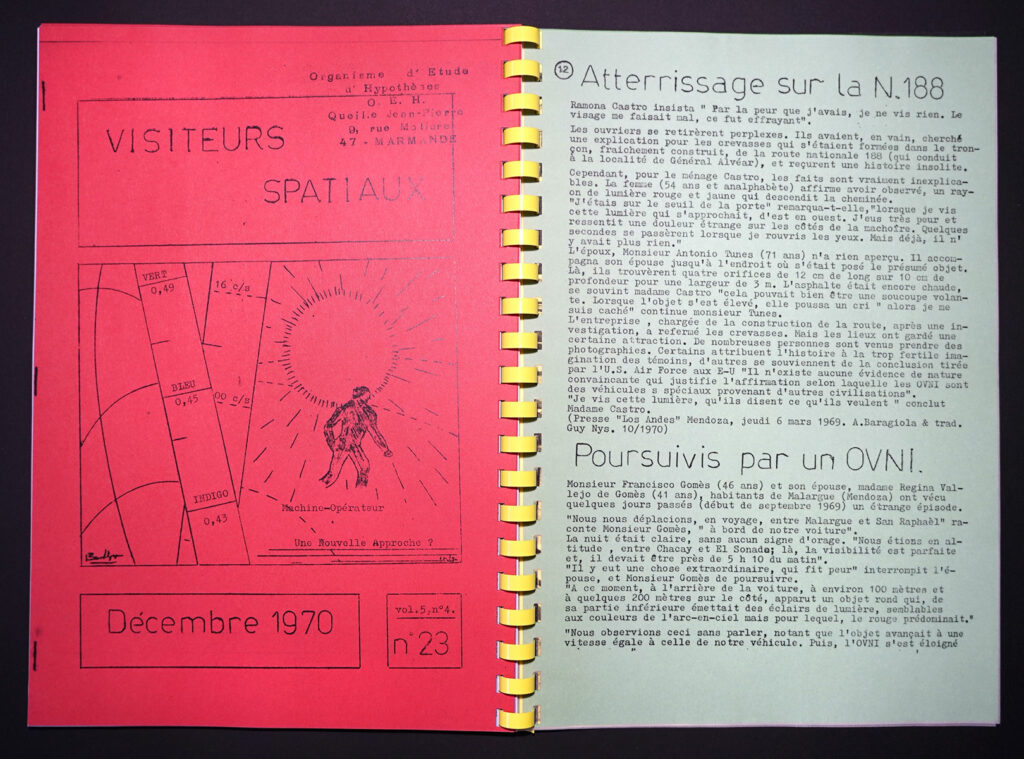 Organisme d' Etude
d' Hypothèses
O. E. H.
Queille Jean-Pierre
9, rue Molière
47 - MARMANDE
VISITEURS
SPATIAUX
VERT
0,49
16 c/s
BLEU
0,45
00 c/s
INDIGO
0,43
Machine-Opérateur
Une Nouvelle Approche ?
Décembre 1970
vol.5,n°4.
n°23
12 Atterrissage sur la N.188
Ramona Castro insista " Par la peur que j'avais, je ne vis rien. Le
visage me faisait mal, ce fut effrayant".
Les ouvriers se retirèrent perplexes. Ils avaient, en vain, cherché
une explication pour les crevasses qui s'étaient formées dans le tron-
çon, fraichement construit, de la route nationale 188 (qui conduit
à la localité de Général Alvéar), et reçurent une histoire insolite.
Cependant, pour le ménage Castro, les faits sont vraiment inexplica-
bles. La femme (54 ans et analphabète) affirme avoir observé, un ray-
on de lumière rouge et jaune qui descendit la cheminée.
"J'étais sur le seuil de la porte" remarqua-t-elle,"lorsque je vis
cette lumière qui s'approchait, d'est en ouest. J'eus très peur et
ressentit une douleur étrange sur les côtés de la machofre. Quelques
secondes se passèrent lorsque je rouvris les yeux. Mais déjà, il n'
y avait plus rien."
L'époux, Monsieur Antonio Tunes (71 ans) n'a rien aperçu. Il accom-
pagna son épouse jusqu'à l'endroit où s'était posé le présumé objet.
Là, ils trouvèrent quatre orifices de 12 cm de long sur 10 cm de
profondeur pour une largeur de 3 m. L'asphalte était encore chaude,
se souvint madame Castro "cela pouvait bien être une soucoupe volan-
te. Lorsque l'objet s'est élevé, elle poussa un cri " alors je me
suis caché" continue monsieur Tunes.
L'entreprise , chargée de la construction de la route, après une in-
vestigation, a refermé les crevasses. Mais les lieux ont gardé une
certaine attraction. De nombreuses personnes sont venues prendre des
photographies. Certains attribuent l'histoire à la trop fertile ima-
gination des témoins, d'autres se souviennent de la conclusion tirée
par l'U.S. Air Force aux E-U "Il n'existe aucune évidence de nature
convaincante qui justifie l'affirmation selon laquelle les OVNI sont
des véhicules s spéciaux provenant d'autres civilisations".
"Je vis cette lumière, qu'ils disent ce qu'ils veulent " conclut
Madame Castro.
(Presse "Los Andes" Mendoza, jeudi 6 mars 1969. A.Baragiola & trad.
Guy Nys. 10/1970)
Poursuivis par un OVNI.
Monsieur Francisco Gomès (46 ans) et son épouse, madame Regina Val-
lejo de Gomès (41 ans), habitants de Malargue (Mendoza) ont vécu
quelques jours passés (début de septembre 1969) un étrange épisode.
"Nous nous déplacions, en voyage, entre Malargue et San Raphaèl" ra-
conte Monsieur Gomès, " à bord de notre voiture".
La nuit était claire, sans aucun signe d'orage. "Nous étions en al-
titude , entre Chacay et El Sonado; là, la visibilité est parfaite
et, il devait être près de 5 h 10 du matin".
"Il y eut une chose extraordinaire, qui fit peur" interrompit l'é-
pouse, et Monsieur Gomès de poursuivre.
"A ce moment, à l'arrière de la voiture, à environ 100 mètres et
à quelques 200 mètres sur le côté, apparut un objet rond qui, de
sa partie inférieure émettait des éclairs de lumière, semblables
aux couleurs de l'arc-en-ciel mais pour lequel, le rouge prédominait."
"Nous observions ceci sans parler, notant que l'objet avançait à une
vitesse égale à celle de notre véhicule. Puis, l'OVNI s'est éloigné